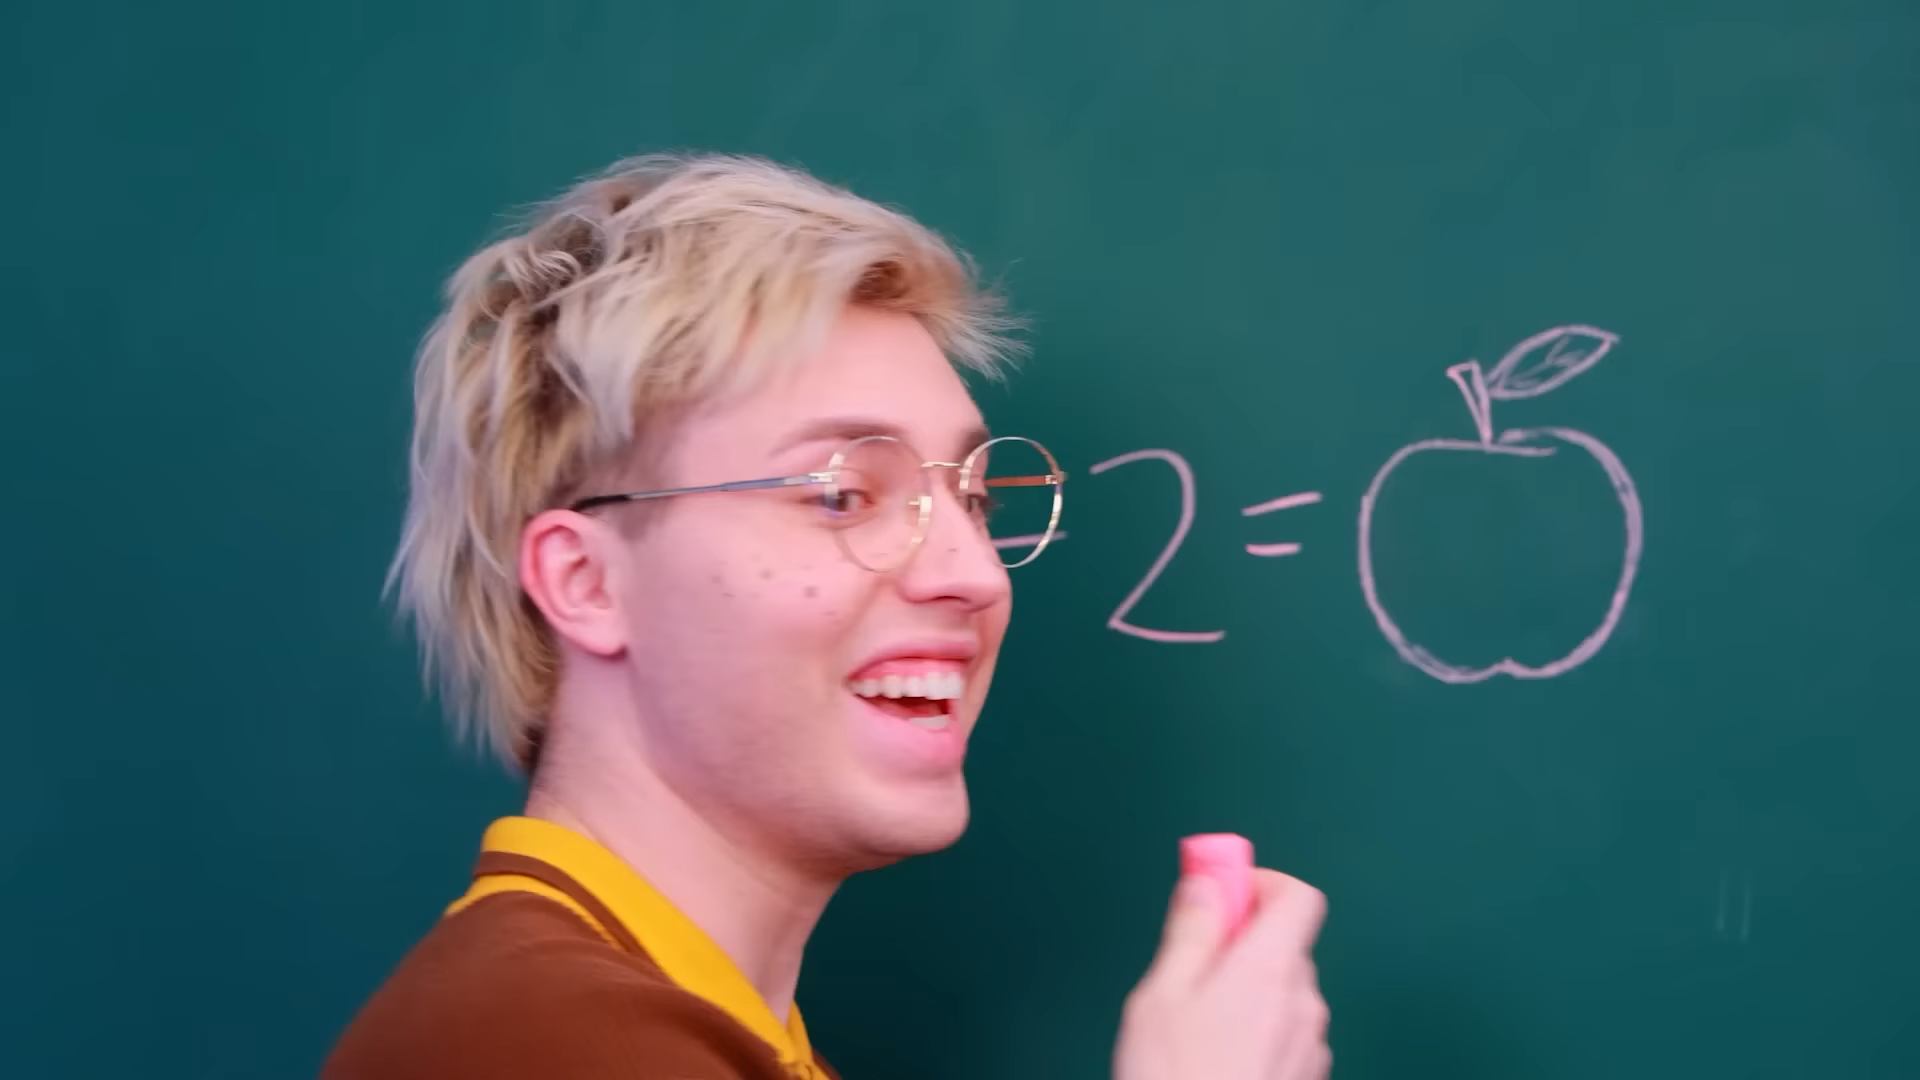 - 2 =